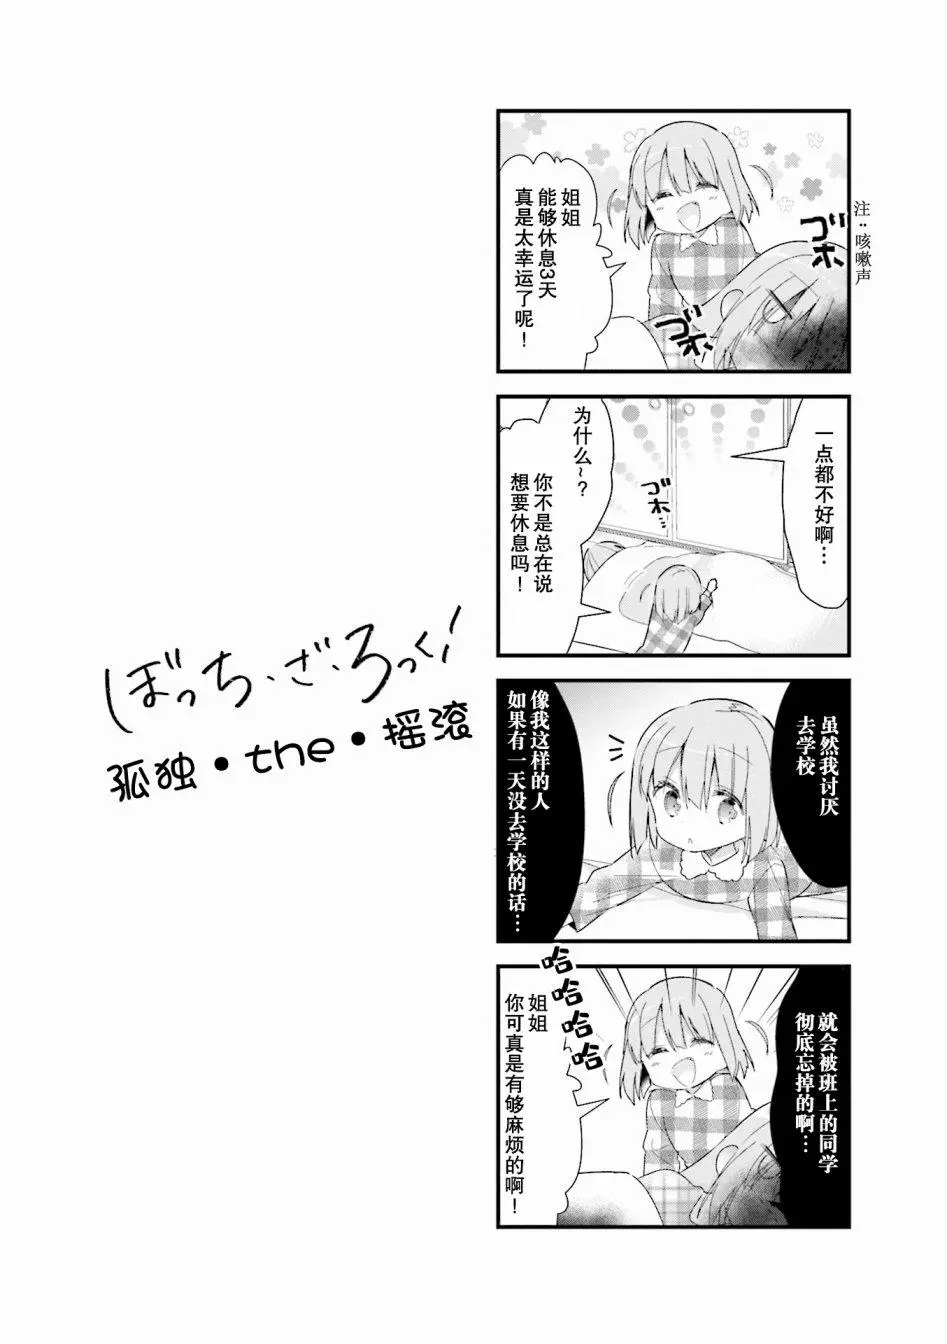 姐姐
能够休息3天
真是太幸运了呢！
ゴホ
ゴホ
注：咳嗽声
一点都不好啊…
ゴホ
为什么~？
你不是总在说
想要休息吗！
虽然我讨厌
去学校
像我这样的人
如果有一天没去学校的话…
就会被班上的同学
彻底忘掉的啊…
哈哈哈哈
姐姐
你可真是有够麻烦的啊！
ぼっち・ざ・ろっく！
孤独・the・摇滚